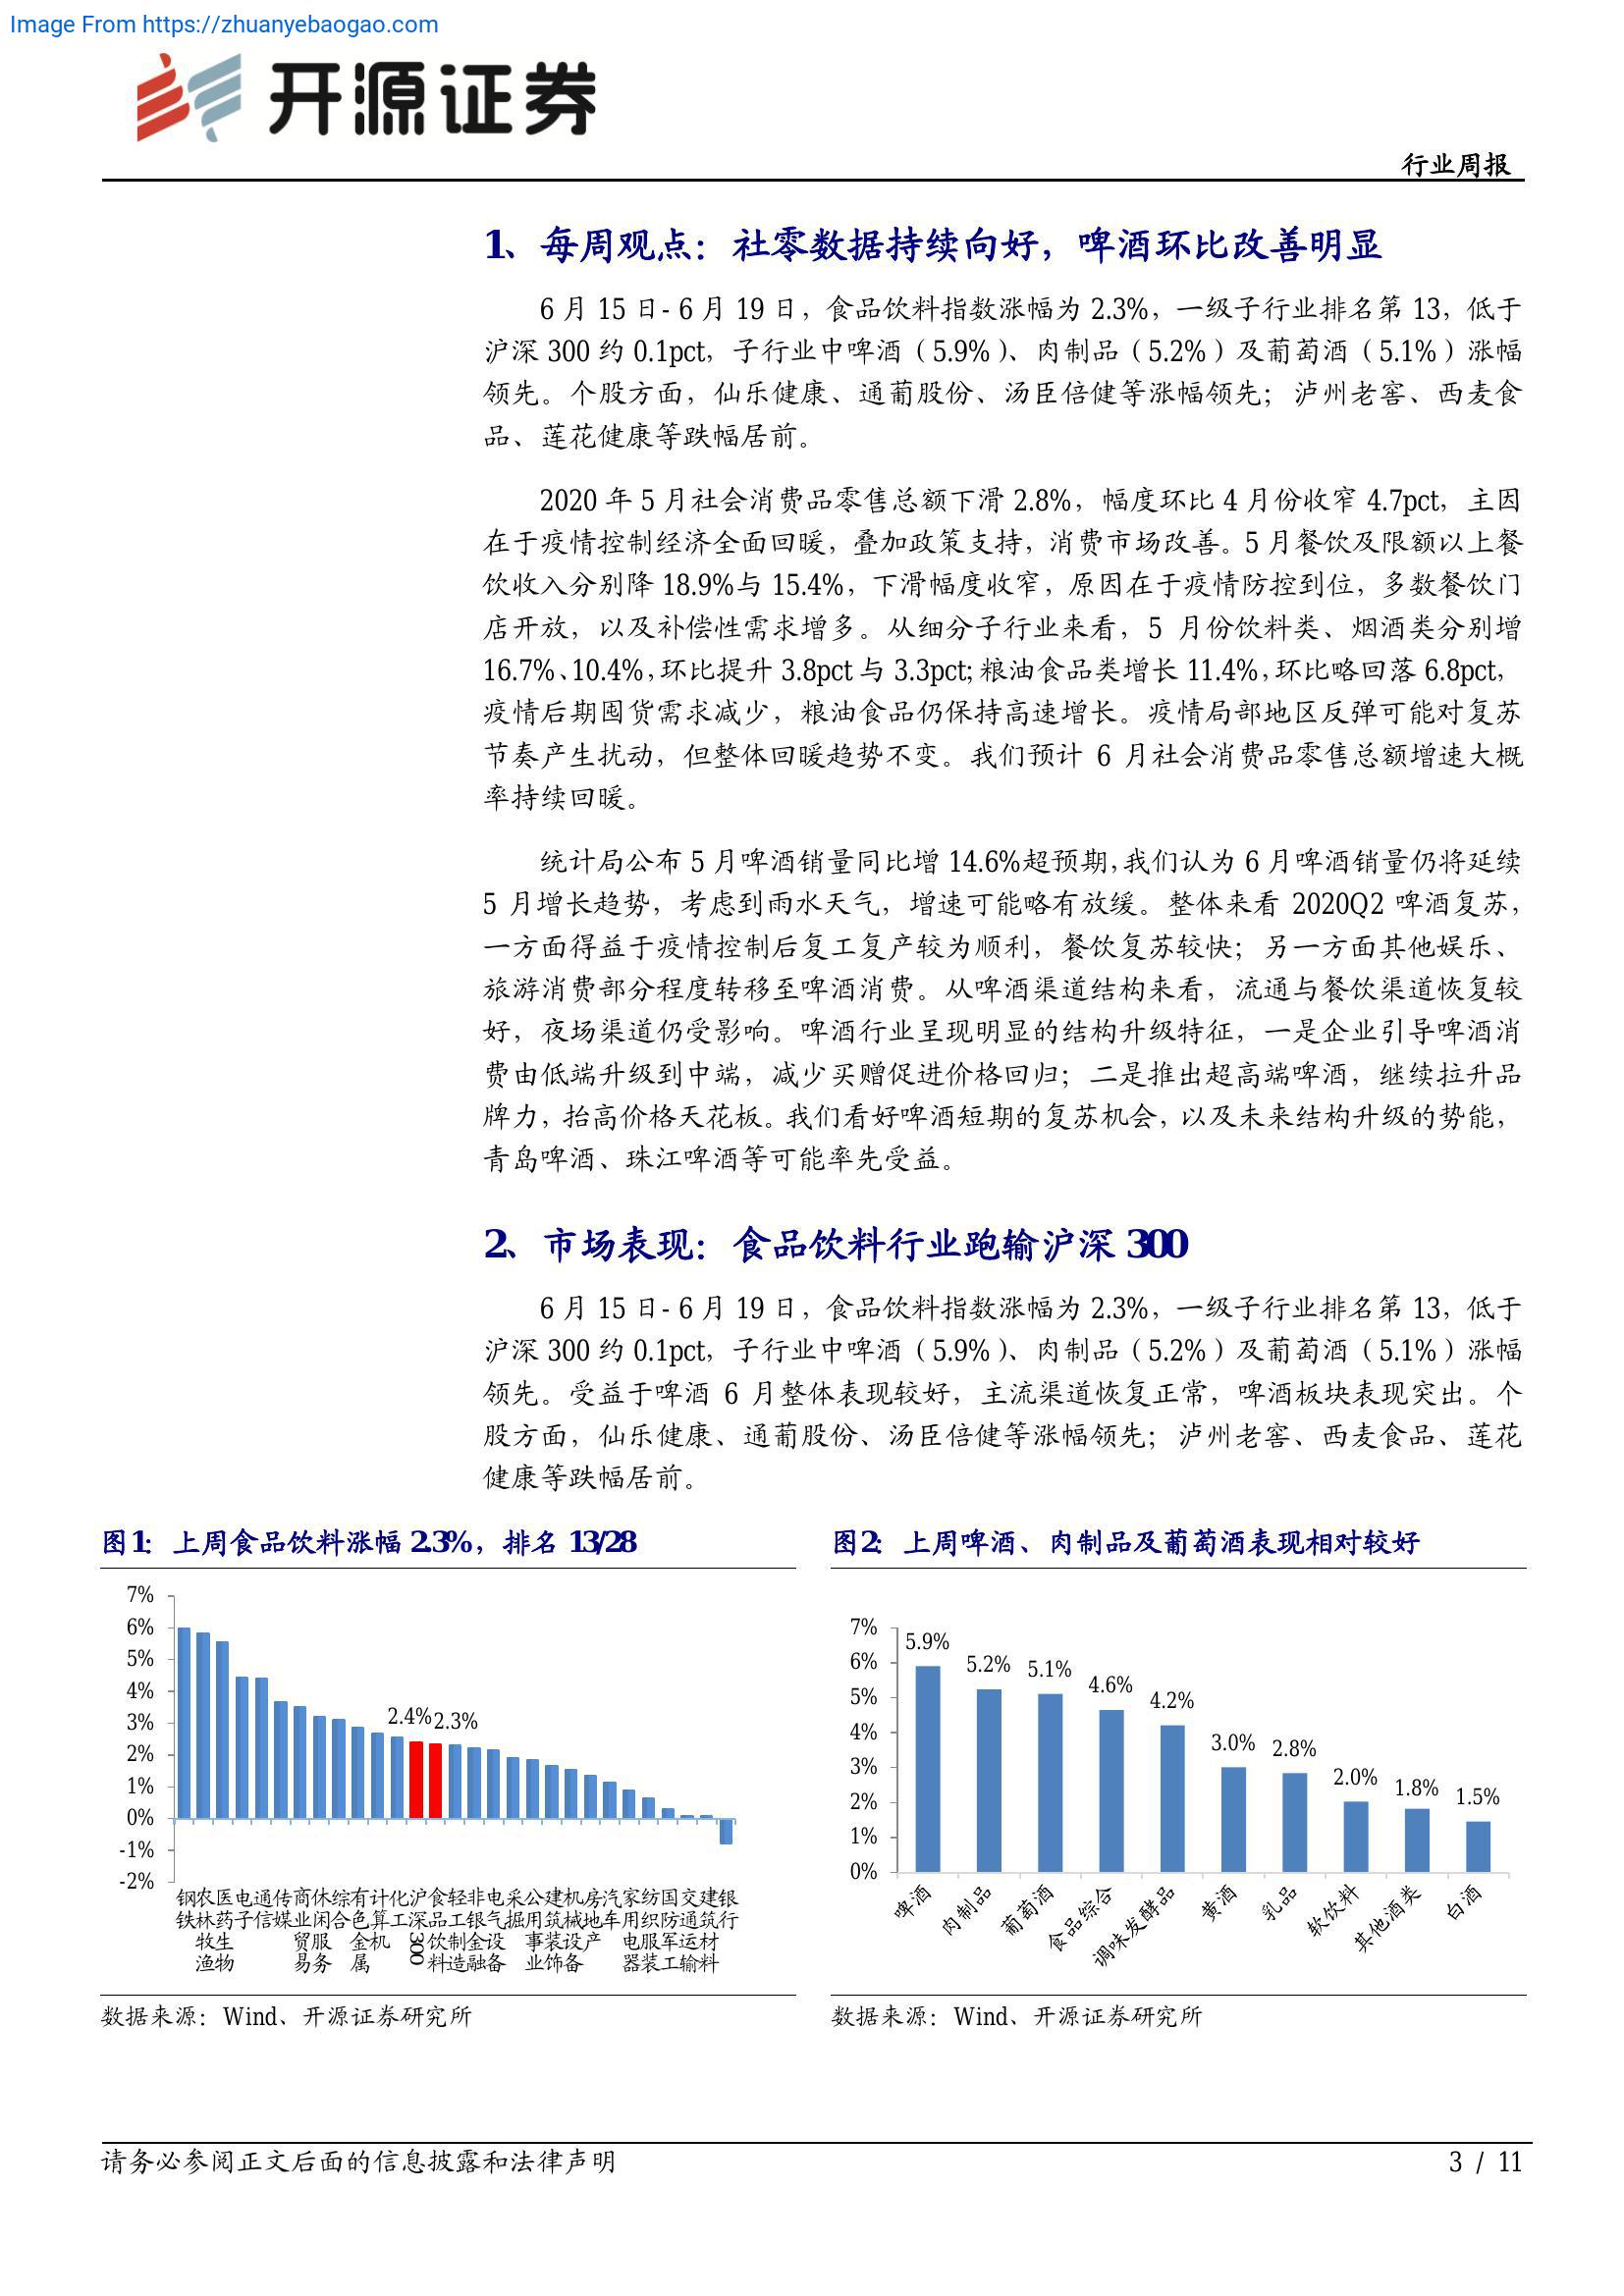 Image From https://zhuanyebaogao.com
开源证券
行业周报
1、每周观点：社零数据持续向好，啤酒环比改善明显
6 月 15 日- 6 月 19 日，食品饮料指数涨幅为 2.3%，一级子行业排名第 13，低于
沪深 300 约 0.1pct，子行业中啤酒（5.9%）、肉制品（5.2%）及葡萄酒（5.1%）涨幅
领先。个股方面，仙乐健康、通葡股份、汤臣倍健等涨幅领先；泸州老窖、西麦食
品、莲花健康等跌幅居前。
2020 年 5 月社会消费品零售总额下滑 2.8%，幅度环比 4 月份收窄 4.7pct，主因
在于疫情控制经济全面回暖，叠加政策支持，消费市场改善。5 月餐饮及限额以上餐
饮收入分别降 18.9%与 15.4%，下滑幅度收窄，原因在于疫情防控到位，多数餐饮门
店开放，以及补偿性需求增多。从细分子行业来看，5 月份饮料类、烟酒类分别增
16.7%、10.4%，环比提升 3.8pct 与 3.3pct；粮油食品类增长 11.4%，环比略回落 6.8pct，
疫情后期囤货需求减少，粮油食品仍保持高速增长。疫情局部地区反弹可能对复苏
节奏产生扰动，但整体回暖趋势不变。我们预计 6 月社会消费品零售总额增速大概
率持续回暖。
统计局公布 5 月啤酒销量同比增 14.6%超预期，我们认为 6 月啤酒销量仍将延续
5 月增长趋势，考虑到雨水天气，增速可能略有放缓。整体来看 2020Q2 啤酒复苏，
一方面得益于疫情控制后复工复产较为顺利，餐饮复苏较快；另一方面其他娱乐、
旅游消费部分程度转移至啤酒消费。从啤酒渠道结构来看，流通与餐饮渠道恢复较
好，夜场渠道仍受影响。啤酒行业呈现明显的结构升级特征，一是企业引导啤酒消
费由低端升级到中端，减少买赠促进价格回归；二是推出超高端啤酒，继续拉升品
牌力，抬高价格天花板。我们看好啤酒短期的复苏机会，以及未来结构升级的势能，
青岛啤酒、珠江啤酒等可能率先受益。
2、市场表现：食品饮料行业跑输沪深 300
6 月 15 日- 6 月 19 日，食品饮料指数涨幅为 2.3%，一级子行业排名第 13，低于
沪深 300 约 0.1pct，子行业中啤酒（5.9%）、肉制品（5.2%）及葡萄酒（5.1%）涨幅
领先。受益于啤酒 6 月整体表现较好，主流渠道恢复正常，啤酒板块表现突出。个
股方面，仙乐健康、通葡股份、汤臣倍健等涨幅领先；泸州老窖、西麦食品、莲花
健康等跌幅居前。
图1：上周食品饮料涨幅 2.3%，排名 13/28
7%
6%
5%
4%
3%
2%
1%
0%
-1%
-2%
2.4%
2.3%
钢铁
农林牧渔
医药生物
电子
通信
传媒
商业贸易
休闲服务
综合
有色金属
计算机
化工
沪深300
食品饮料
轻工制造
非银金融
电气设备
采掘
公用事业
建筑装饰
机械设备
房地产
汽车
家用电器
纺织服装
国防军工
交通运输
建筑材料
银行
数据来源：Wind、开源证券研究所
图2：上周啤酒、肉制品及葡萄酒表现相对较好
7%
6%
5%
4%
3%
2%
1%
0%
5.9%
5.2%
5.1%
4.6%
4.2%
3.0%
2.8%
2.0%
1.8%
1.5%
啤酒
肉制品
葡萄酒
食品综合
调味发酵品
黄酒
乳品
软饮料
其他酒类
白酒
数据来源：Wind、开源证券研究所
请务必参阅正文后面的信息披露和法律声明
3 / 11